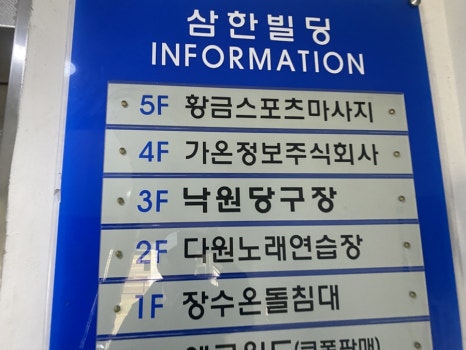 삼한빌딩
INFORMATION
5F 황금스포츠마사지
4F 가온정보주식회사
3F 낙원당구장
2F 다원노래연습장
1F 장수온돌침대